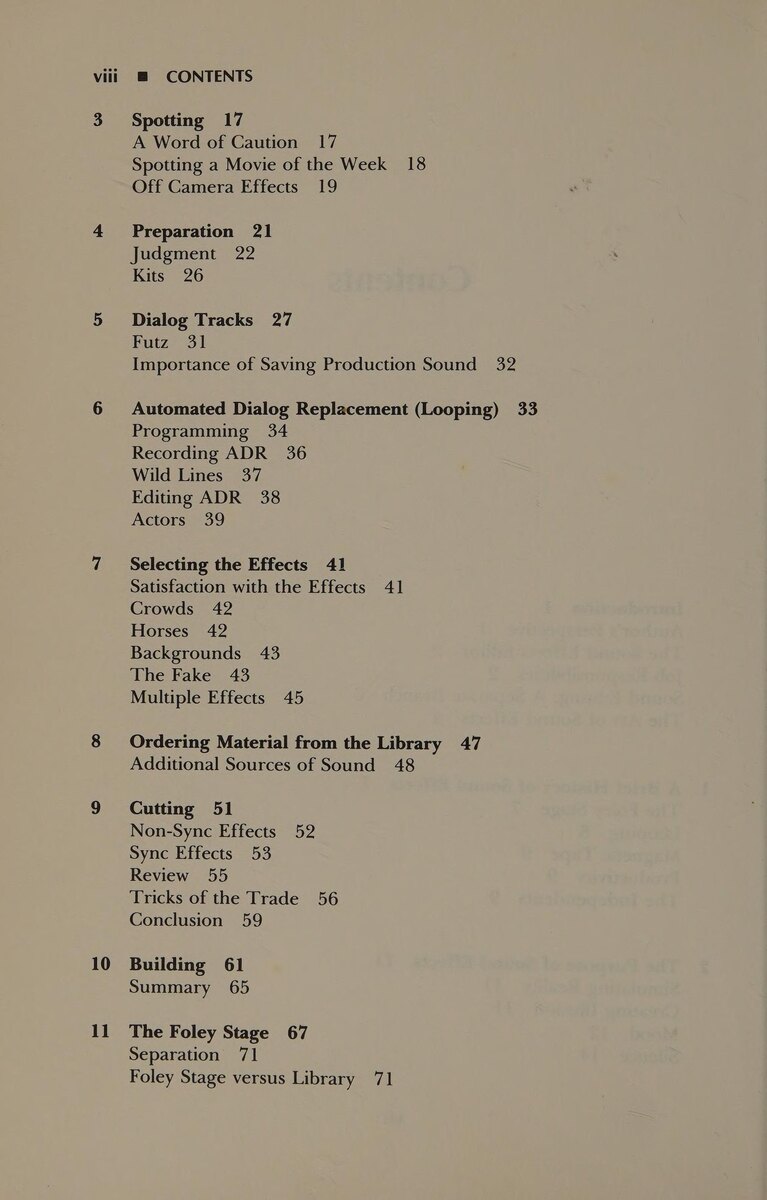 viii ■ CONTENTS
3 Spotting 17
A Word of Caution 17
Spotting a Movie of the Week 18
Off Camera Effects 19
4 Preparation 21
Judgment 22
Kits 26
5 Dialog Tracks 27
Futz 31
Importance of Saving Production Sound 32
6 Automated Dialog Replacement (Looping) 33
Programming 34
Recording ADR 36
Wild Lines 37
Editing ADR 38
Actors 39
7 Selecting the Effects 41
Satisfaction with the Effects 41
Crowds 42
Horses 42
Backgrounds 43
The Fake 43
Multiple Effects 45
8 Ordering Material from the Library 47
Additional Sources of Sound 48
9 Cutting 51
Non-Sync Effects 52
Sync Effects 53
Review 55
Tricks of the Trade 56
Conclusion 59
10 Building 61
Summary 65
11 The Foley Stage 67
Separation 71
Foley Stage versus Library 71